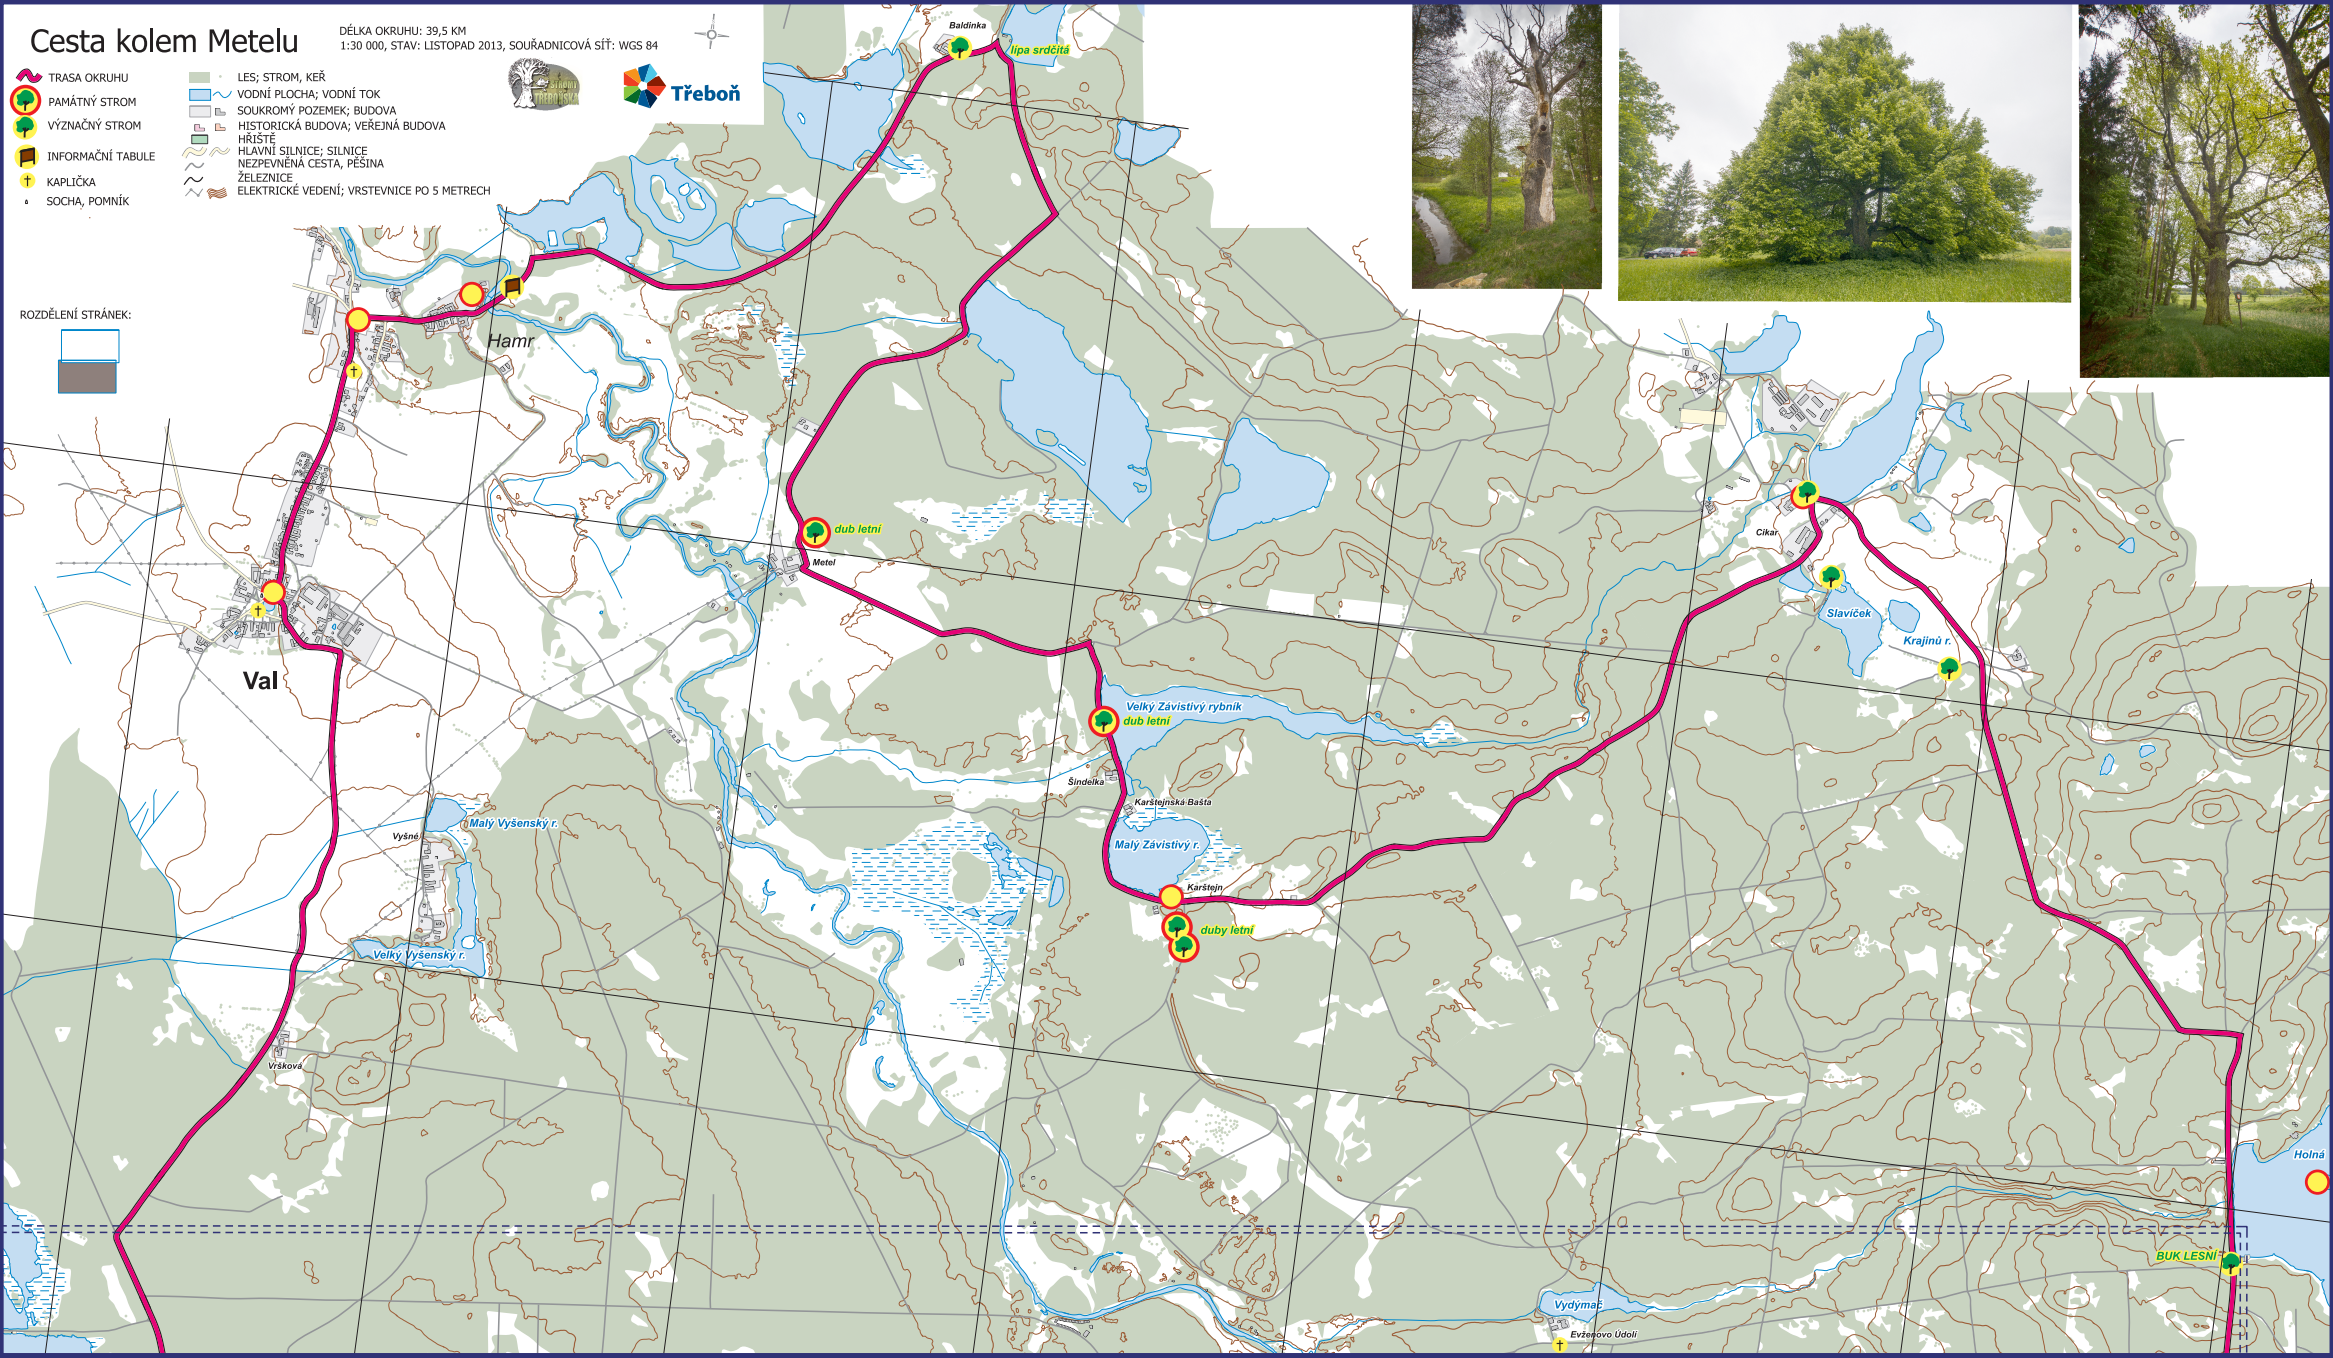 Cesta kolem Metelu
DÉLKA OKRUHU: 39,5 KM
1:30 000, STAV: LISTOPAD 2013, SOUŘADNICOVÁ SÍŤ: WGS 84
TRASA OKRUHU
PAMÁTNÝ STROM
VÝZNAČNÝ STROM
INFORMAČNÍ TABULE
KAPLIČKA
SOCHA, POMNÍK
LES; STROM, KEŘ
VODNÍ PLOCHA; VODNÍ TOK
SOUKROMÝ POZEMEK; BUDOVA
HISTORICKÁ BUDOVA; VEŘEJNÁ BUDOVA
HŘIŠTĚ
HLAVNÍ SILNICE; SILNICE
NEZPEVNĚNÁ CESTA, PĚŠINA
ŽELEZNICE
ELEKTRICKÉ VEDENÍ; VRSTEVNICE PO 5 METRECH
STROMY
TŘEBOŇSKA
Třeboň
ROZDĚLENÍ STRÁNEK:
Baldinka
lípa srdčitá
Hamr
dub letní
Metel
Cikar
Slavíček
Krajinů r.
Val
Velký Závistivý rybník
dub letní
Šindelka
Karštejnská Bašta
Malý Vyšenský r.
Vyšné
Malý Závistivý r.
Karštejn
duby letní
Velký Vyšenský r.
Vršková
Holná
BUK LESNÍ
Vydýmač
Evženovo Údolí